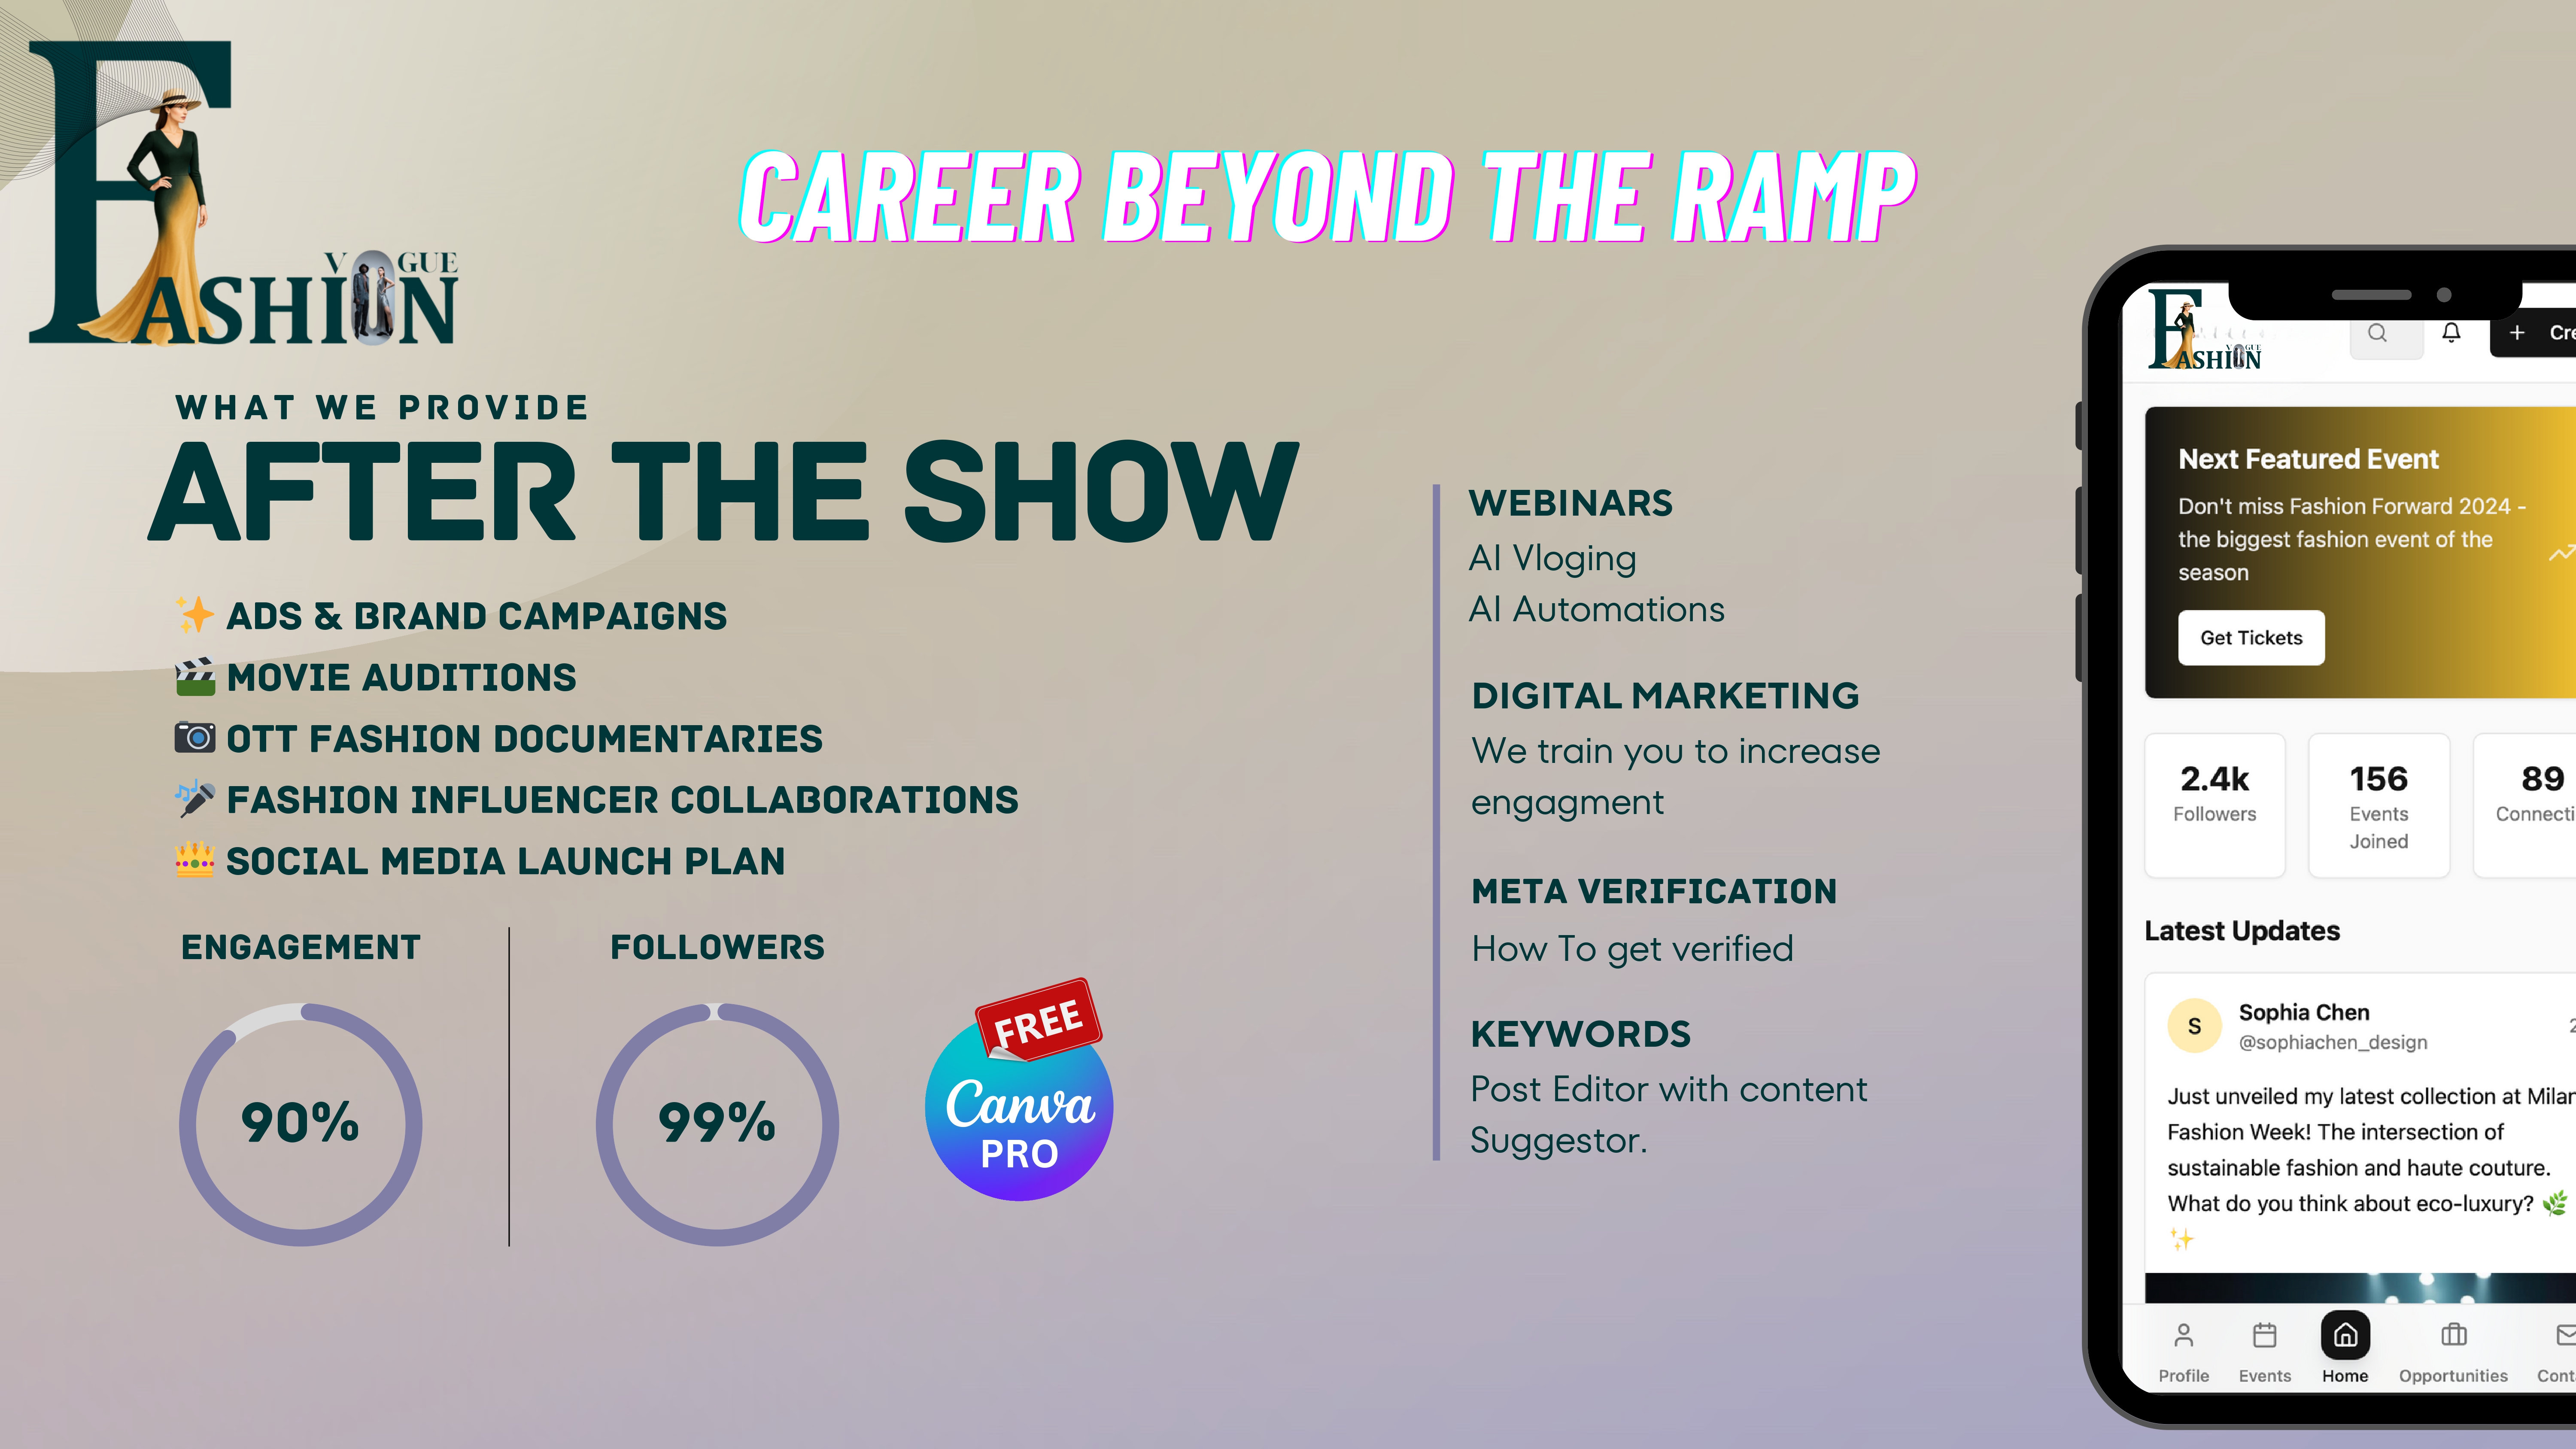 FASHION
VOGUE
CAREER BEYOND THE RAMP
WHAT WE PROVIDE
AFTER THE SHOW
ADS & BRAND CAMPAIGNS
MOVIE AUDITIONS
OTT FASHION DOCUMENTARIES
FASHION INFLUENCER COLLABORATIONS
SOCIAL MEDIA LAUNCH PLAN
ENGAGEMENT
90%
FOLLOWERS
99%
FREE
Canva
PRO
WEBINARS
AI Vloging
AI Automations
DIGITAL MARKETING
We train you to increase
engagment
META VERIFICATION
How To get verified
KEYWORDS
Post Editor with content
Suggestor.
FASHION
VOGUE
+ Cre
Next Featured Event
Don't miss Fashion Forward 2024 -
the biggest fashion event of the
season
Get Tickets
2.4k
Followers
156
Events
Joined
89
Connecti
Latest Updates
S
Sophia Chen
2
@sophiachen_design
Just unveiled my latest collection at Milan
Fashion Week! The intersection of
sustainable fashion and haute couture.
What do you think about eco-luxury? 🌿
✨
Profile
Events
Home
Opportunities
Cont